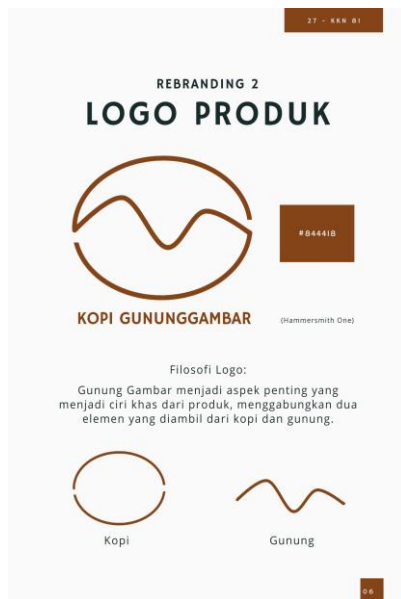 27 - KKN 81
REBRANDING 2
LOGO PRODUK
#844418
KOPI GUNUNGGAMBAR
(Hammersmith One)
Filosofi Logo:
Gunung Gambar menjadi aspek penting yang
menjadi ciri khas dari produk, menggabungkan dua
elemen yang diambil dari kopi dan gunung.
Kopi
Gunung
06